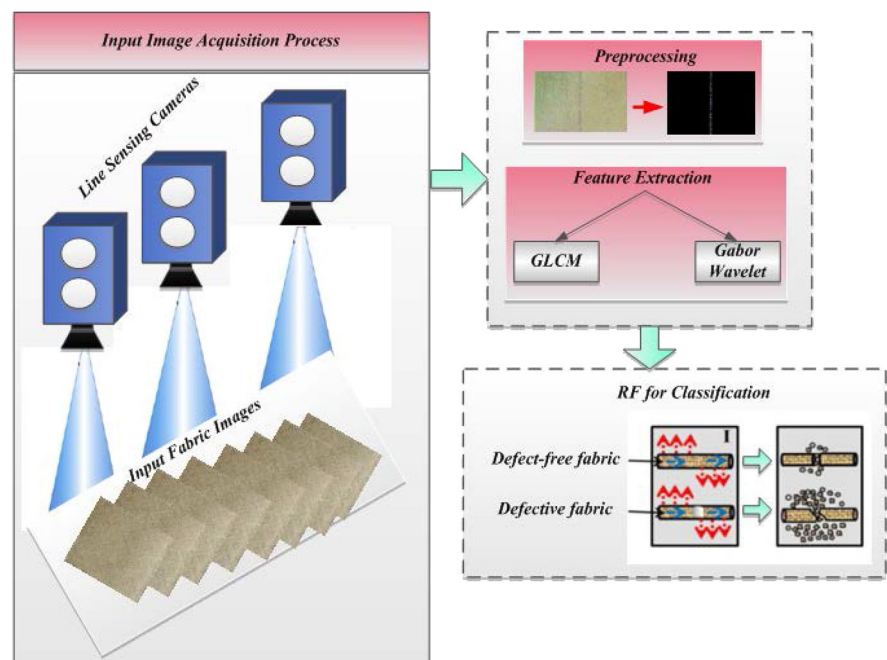 Input Image Acquisition Process
Line Sensing Cameras
Input Fabric Images
Preprocessing
Feature Extraction
GLCM
Gabor
Wavelet
RF for Classification
I
Defect-free fabric
Defective fabric